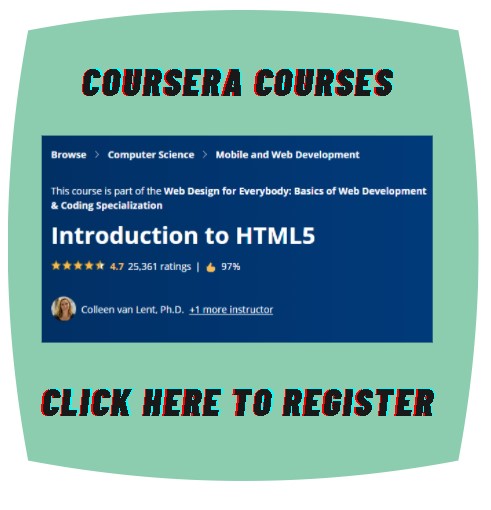 COURSERA COURSES
Browse > Computer Science > Mobile and Web Development
This course is part of the Web Design for Everybody: Basics of Web Development
& Coding Specialization
Introduction to HTML5
4.7 25,361 ratings | 97%
Colleen van Lent, Ph.D. +1 more instructor
CLICK HERE TO REGISTER